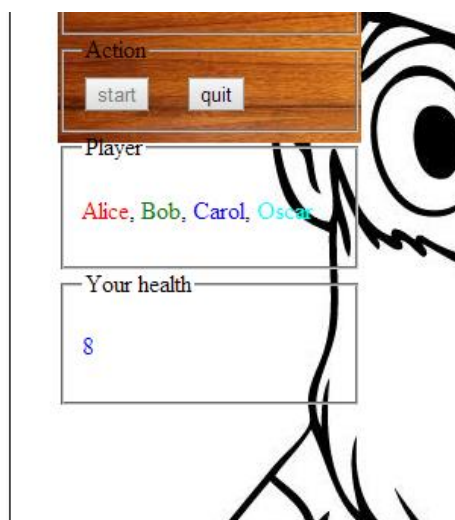 Action
start quit
Player
Alice, Bob, Carol, Oscar
Your health
8